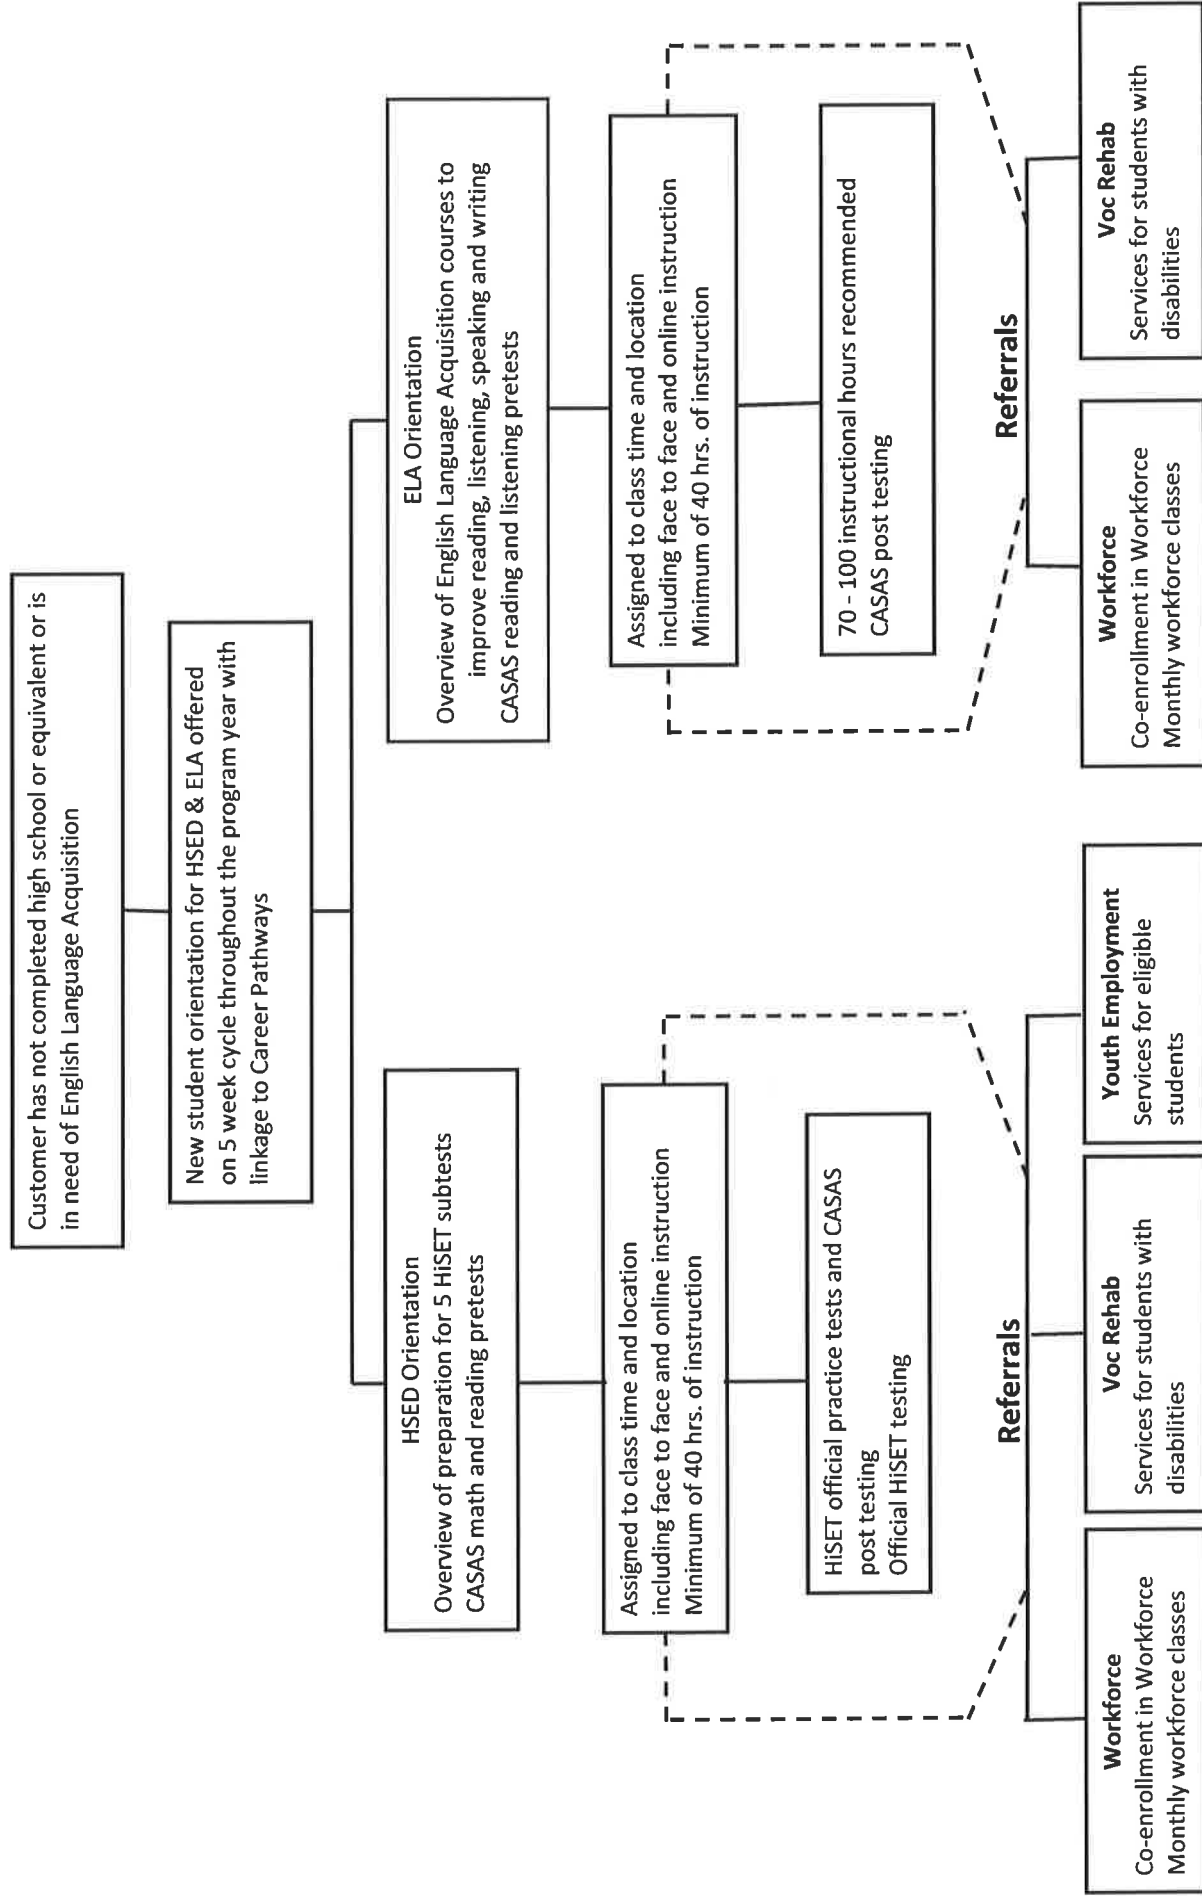 Customer has not completed high school or equivalent or is
in need of English Language Acquisition
New student orientation for HSED & ELA offered
on 5 week cycle throughout the program year with
linkage to Career Pathways
HSED Orientation
Overview of preparation for 5 HiSET subtests
CASAS math and reading pretests
Assigned to class time and location
including face to face and online instruction
Minimum of 40 hrs. of instruction
HiSET official practice tests and CASAS
post testing
Official HiSET testing
Referrals
Workforce
Co-enrollment in Workforce
Monthly workforce classes
Voc Rehab
Services for students with
disabilities
Youth Employment
Services for eligible
students
ELA Orientation
Overview of English Language Acquisition courses to
improve reading, listening, speaking and writing
CASAS reading and listening pretests
Assigned to class time and location
including face to face and online instruction
Minimum of 40 hrs. of instruction
70 - 100 instructional hours recommended
CASAS post testing
Referrals
Workforce
Co-enrollment in Workforce
Monthly workforce classes
Voc Rehab
Services for students with
disabilities